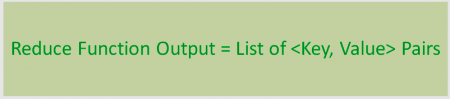 Reduce Function Output = List of <Key, Value> Pairs